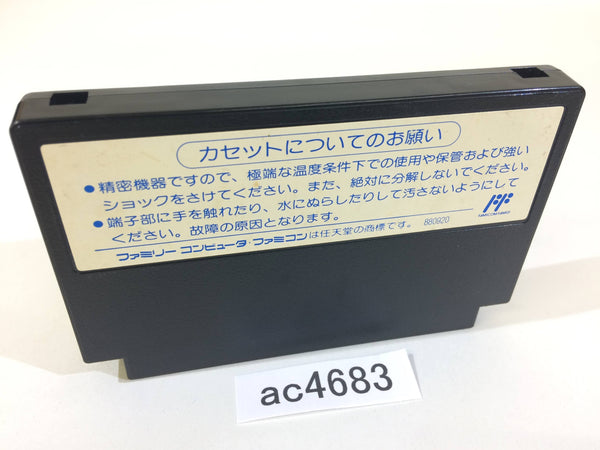 カセットについてのお願い
●精密機器ですので、極端な温度条件下での使用や保管および強い
ショックをさけてください。また、絶対に分解しないでください。
●端子部に手を触れたり、水にぬらしたりして汚さないようにして
ください。故障の原因となります。
FAMICOM FAMILY
ファミリー コンピュータ・ファミコンは任天堂の商標です。 880920
ac4683